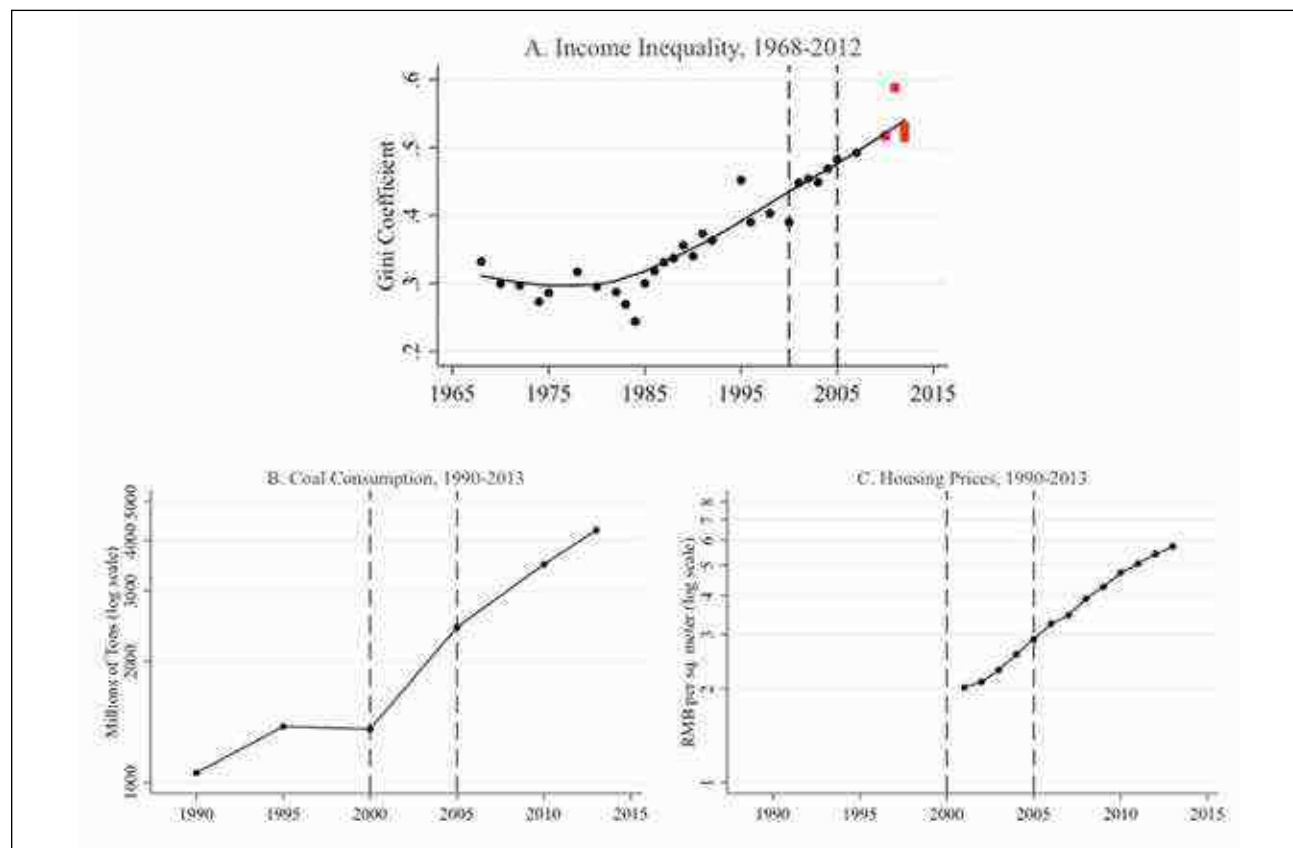 A. Income Inequality, 1968-2012
Gini Coefficient
.6
.5
.4
.3
.2
1965 1975 1985 1995 2005 2015
B. Coal Consumption, 1990-2013
Millions of Tons (log scale)
5000
4000
3000
2000
1000
1990 1995 2000 2005 2010 2015
C. Housing Prices, 1990-2013
RMB per sq. meter (log scale)
8
7
6
5
4
3
2
1
1990 1995 2000 2005 2010 2015